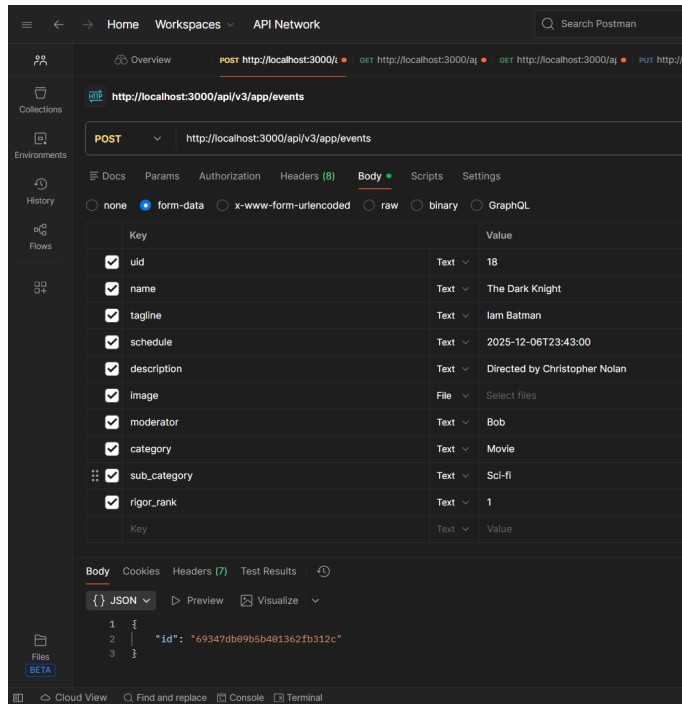 Home Workspaces API Network Search Postman
Overview POST http://localhost:3000/a GET http://localhost:3000/ap GET http://localhost:3000/ap PUT http://
Collections
Environments
History
Flows
HTTP http://localhost:3000/api/v3/app/events
POST http://localhost:3000/api/v3/app/events
Docs Params Authorization Headers (8) Body Scripts Settings
none form-data x-www-form-urlencoded raw binary GraphQL
Key Value
uid Text 18
name Text The Dark Knight
tagline Text Iam Batman
schedule Text 2025-12-06T23:43:00
description Text Directed by Christopher Nolan
image File Select files
moderator Text Bob
category Text Movie
sub_category Text Sci-fi
rigor_rank Text 1
Key Text Value
Body Cookies Headers (7) Test Results
{} JSON Preview Visualize
1 {
2 "id": "69347db09b5b401362fb312c"
3 }
Files
BETA
Cloud View Find and replace Console Terminal